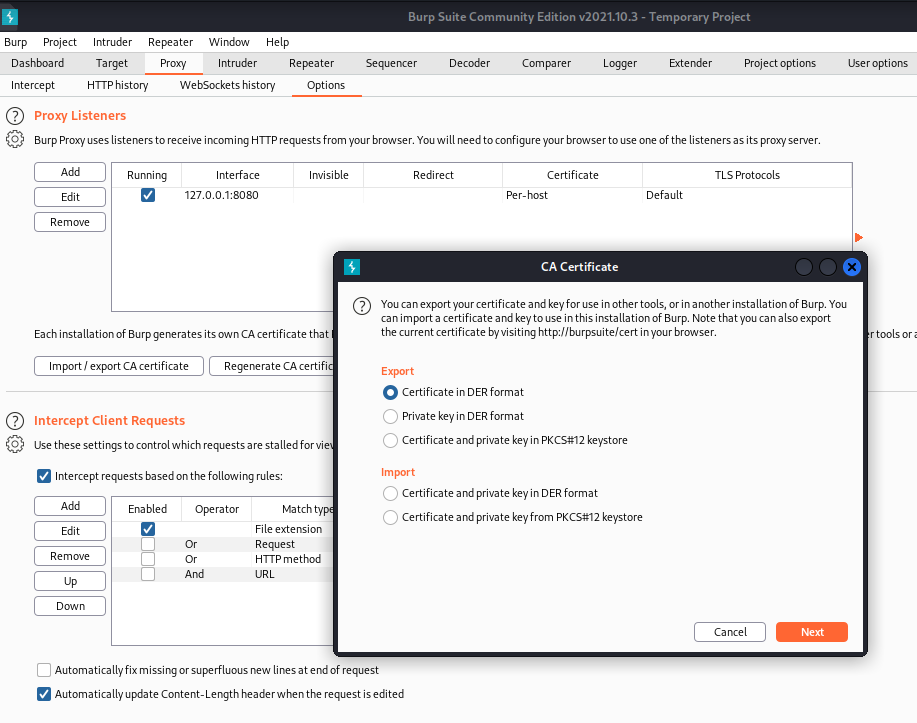 Burp Suite Community Edition v2021.10.3 - Temporary Project
Burp Project Intruder Repeater Window Help
Dashboard Target Proxy Intruder Repeater Sequencer Decoder Comparer Logger Extender Project options User options
Intercept HTTP history WebSockets history Options
Proxy Listeners
Burp Proxy uses listeners to receive incoming HTTP requests from your browser. You will need to configure your browser to use one of the listeners as its proxy server.
Add
Edit
Remove
Running Interface Invisible Redirect Certificate TLS Protocols
127.0.0.1:8080 Per-host Default
Each installation of Burp generates its own CA certificate that
er tools or a
Import / export CA certificate Regenerate CA certific
CA Certificate
You can export your certificate and key for use in other tools, or in another installation of Burp. You
can import a certificate and key to use in this installation of Burp. Note that you can also export
the current certificate by visiting http://burpsuite/cert in your browser.
Export
Certificate in DER format
Private key in DER format
Certificate and private key in PKCS#12 keystore
Import
Certificate and private key in DER format
Certificate and private key from PKCS#12 keystore
Cancel Next
Intercept Client Requests
Use these settings to control which requests are stalled for view
Intercept requests based on the following rules:
Add
Edit
Remove
Up
Down
Enabled Operator Match type
File extension
Or Request
Or HTTP method
And URL
Automatically fix missing or superfluous new lines at end of request
Automatically update Content-Length header when the request is edited